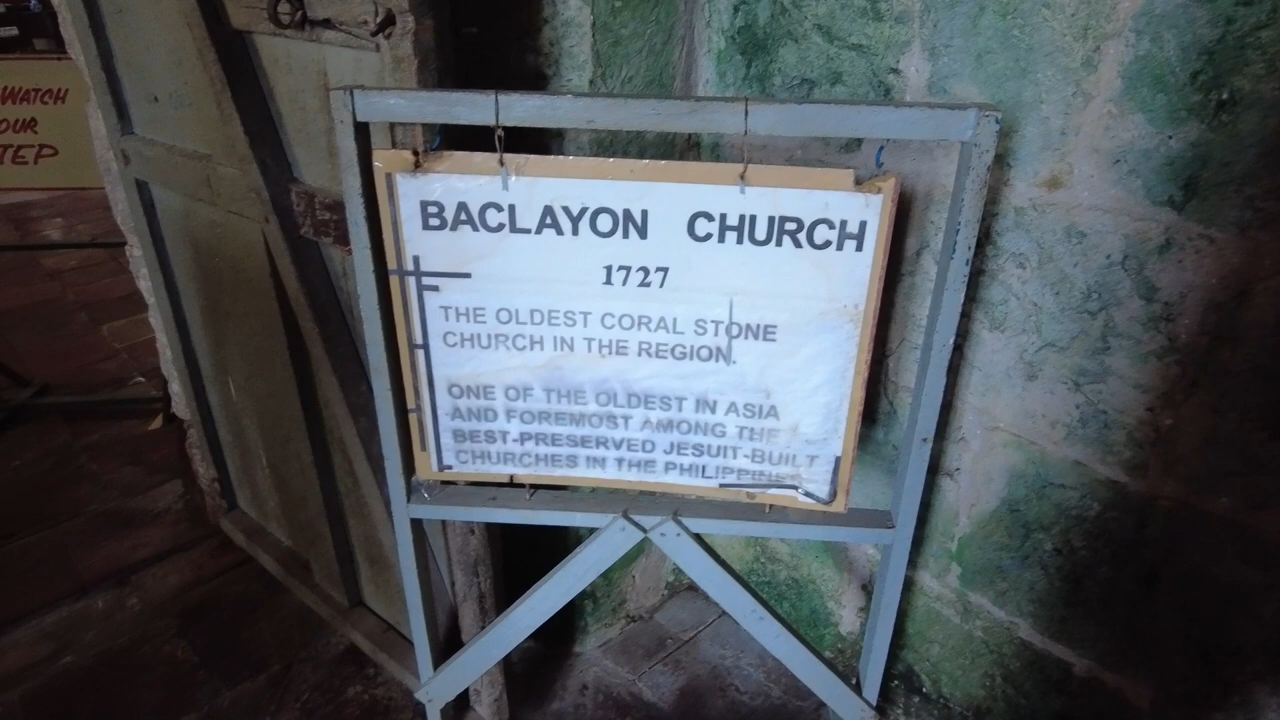 WATCH
OUR
TEP
BACLAYON CHURCH
1727
THE OLDEST CORAL STONE
CHURCH IN THE REGION.
ONE OF THE OLDEST IN ASIA
AND FOREMOST AMONG THE
BEST-PRESERVED JESUIT-BUILT
CHURCHES IN THE PHILIPPINES